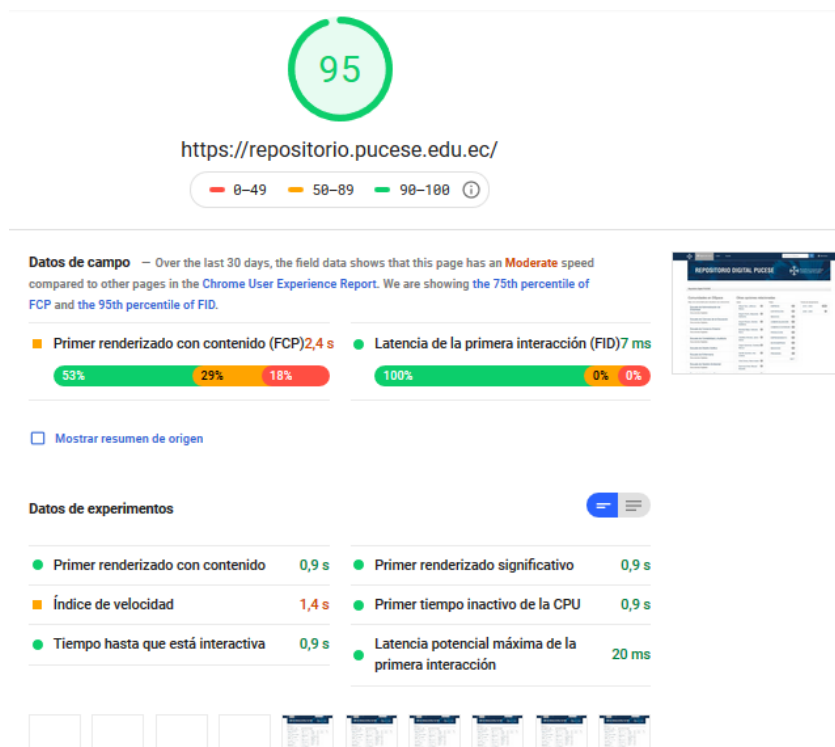 95
https://repositorio.pucese.edu.ec/
0–49 50–89 90–100
Datos de campo — Over the last 30 days, the field data shows that this page has an Moderate speed
compared to other pages in the Chrome User Experience Report. We are showing the 75th percentile of
FCP and the 95th percentile of FID.
REPOSITORIO DIGITAL PUCESE
Primer renderizado con contenido (FCP) 2,4 s
Latencia de la primera interacción (FID) 7 ms
53% 29% 18%
100% 0% 0%
Mostrar resumen de origen
Datos de experimentos
Primer renderizado con contenido 0,9 s
Primer renderizado significativo 0,9 s
Índice de velocidad 1,4 s
Primer tiempo inactivo de la CPU 0,9 s
Tiempo hasta que está interactiva 0,9 s
Latencia potencial máxima de la
primera interacción 20 ms